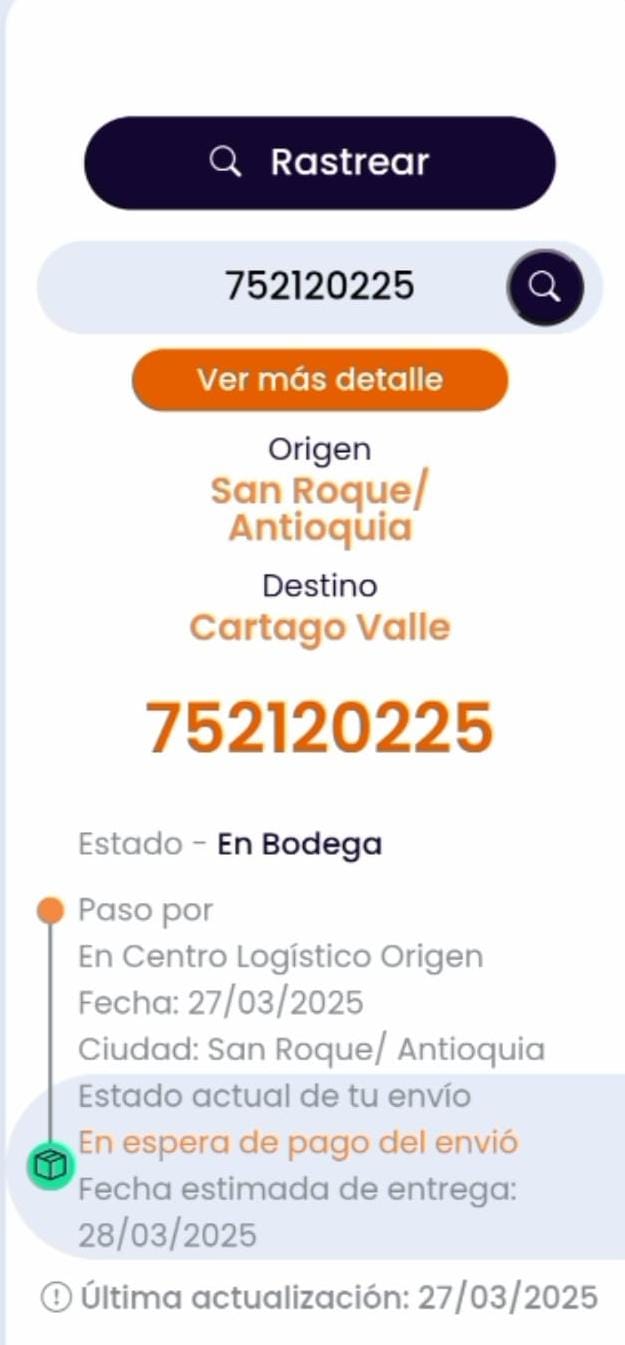 Rastrear
752120225
Ver más detalle
Origen
San Roque/
Antioquia
Destino
Cartago Valle
752120225
Estado - En Bodega
Paso por
En Centro Logístico Origen
Fecha: 27/03/2025
Ciudad: San Roque/ Antioquia
Estado actual de tu envío
En espera de pago del envió
Fecha estimada de entrega:
28/03/2025
Última actualización: 27/03/2025